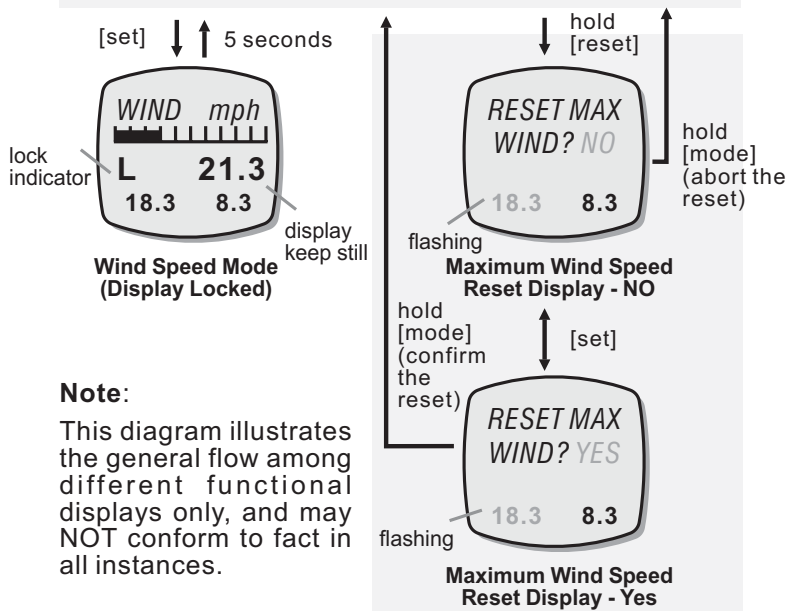 [set]
5 seconds
WIND mph
lock
indicator
L 21.3
18.3 8.3
display
keep still
Wind Speed Mode
(Display Locked)
Note:
This diagram illustrates
the general flow among
different functional
displays only, and may
NOT conform to fact in
all instances.
hold
[reset]
RESET MAX
WIND? NO
18.3 8.3
flashing
hold
[mode]
(abort the
reset)
Maximum Wind Speed
Reset Display - NO
hold
[mode]
(confirm
the
reset)
[set]
RESET MAX
WIND? YES
18.3 8.3
flashing
Maximum Wind Speed
Reset Display - Yes